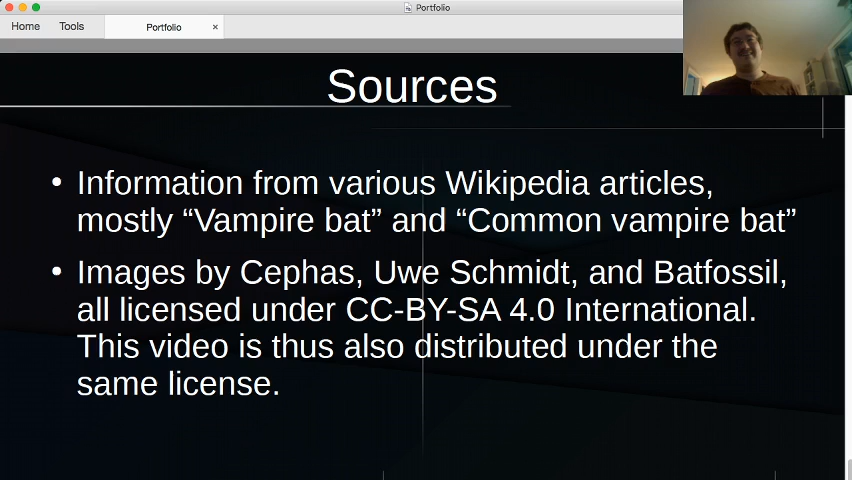 Portfolio
Home Tools Portfolio ×
Sources
• Information from various Wikipedia articles,
mostly “Vampire bat” and “Common vampire bat”
• Images by Cephas, Uwe Schmidt, and Batfossil,
all licensed under CC-BY-SA 4.0 International.
This video is thus also distributed under the
same license.